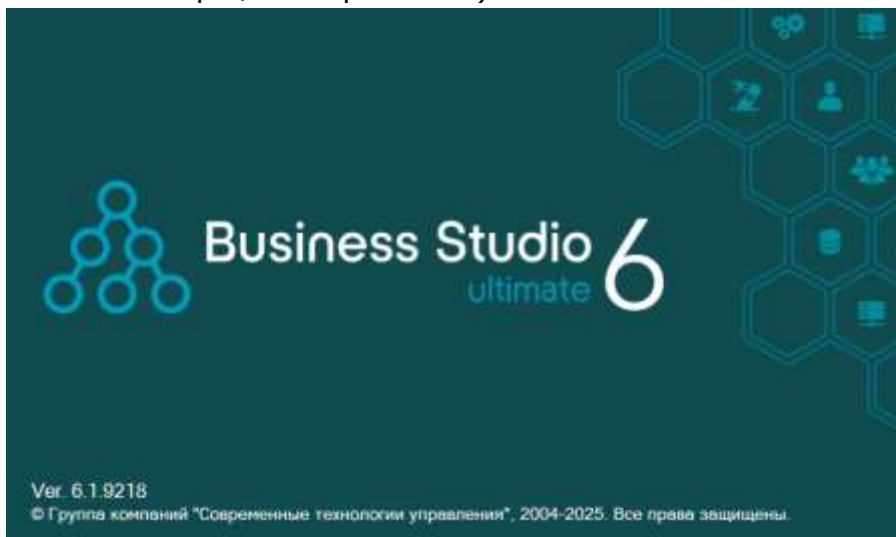 Business Studio 6
ultimate
Ver. 6.1.9218
© Группа компаний "Современные технологии управления", 2004-2025. Все права защищены.